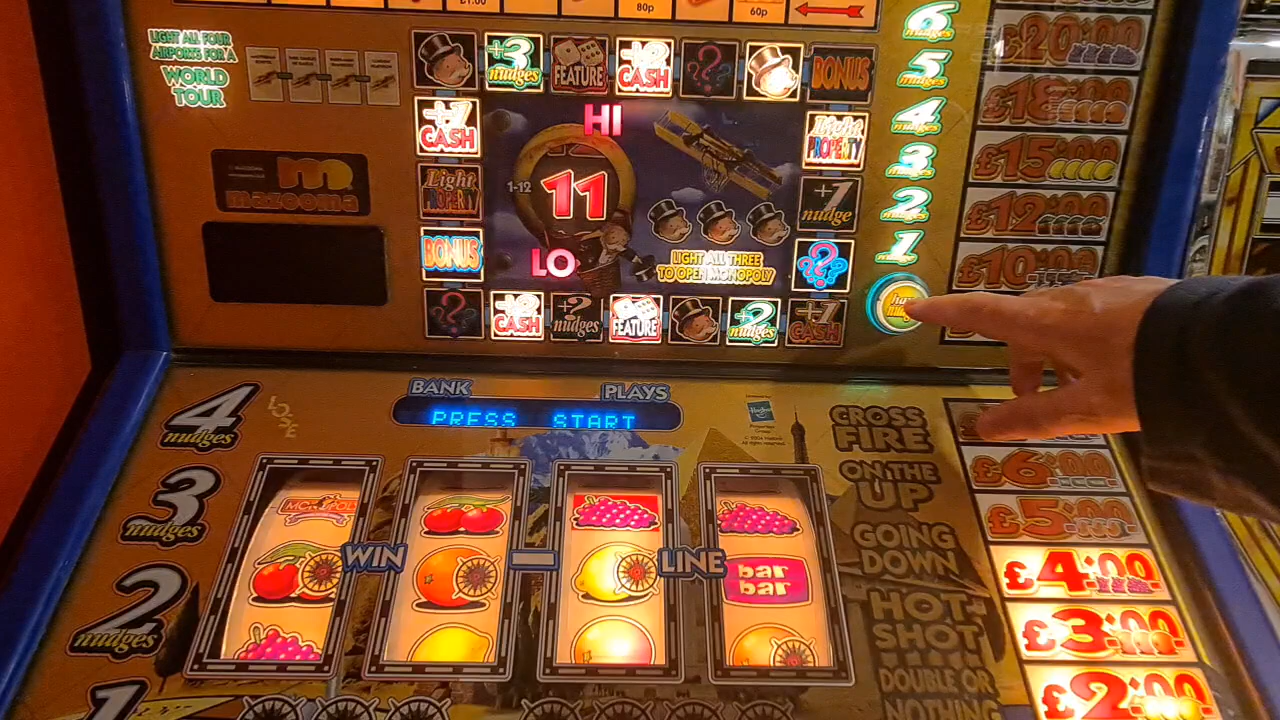 £1.00
80p
60p
LIGHT ALL FOUR
AIRPORTS FOR A
WORLD
TOUR
+3
nudges
FEATURE
CASH
?
BONUS
CASH
HI
Light
PROPERTY
Light
PROPERTY
1-12
11
+1
nudge
BONUS
LO
LIGHT ALL THREE
TO OPEN MONOPOLY
?
?
CASH
+2
nudges
FEATURE
+2
nudges
CASH
mazooma
6
nudges
5
nudges
4
nudges
3
nudges
2
nudges
1
nudge
£20.00
£18.00
£15.00
£12.00
£10.00
£6.00
£5.00
£4.00
£3.00
£2.00
BANK
PLAYS
PRESS START
Hasbro
4
nudges
LOSE
3
nudges
2
nudges
1
MONOPOLY
WIN
LINE
bar
bar
CROSS
FIRE
ON THE
UP
GOING
DOWN
HOT
SHOT
DOUBLE OR
NOTHING